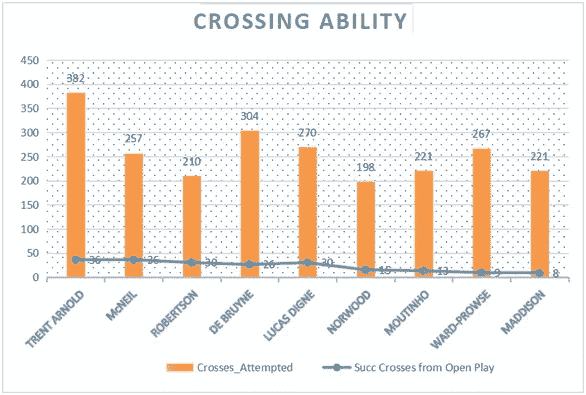 CROSSING ABILITY
450
400
350
300
250
200
150
100
50
0
382
257
210
304
270
198
221
267
221
36
36
30
26
30
15
13
9
8
TRENT ARNOLD
McNEIL
ROBERTSON
DE BRUYNE
LUCAS DIGNE
NORWOOD
MOUTINHO
WARD-PROWSE
MADDISON
Crosses_Attempted
Succ Crosses from Open Play